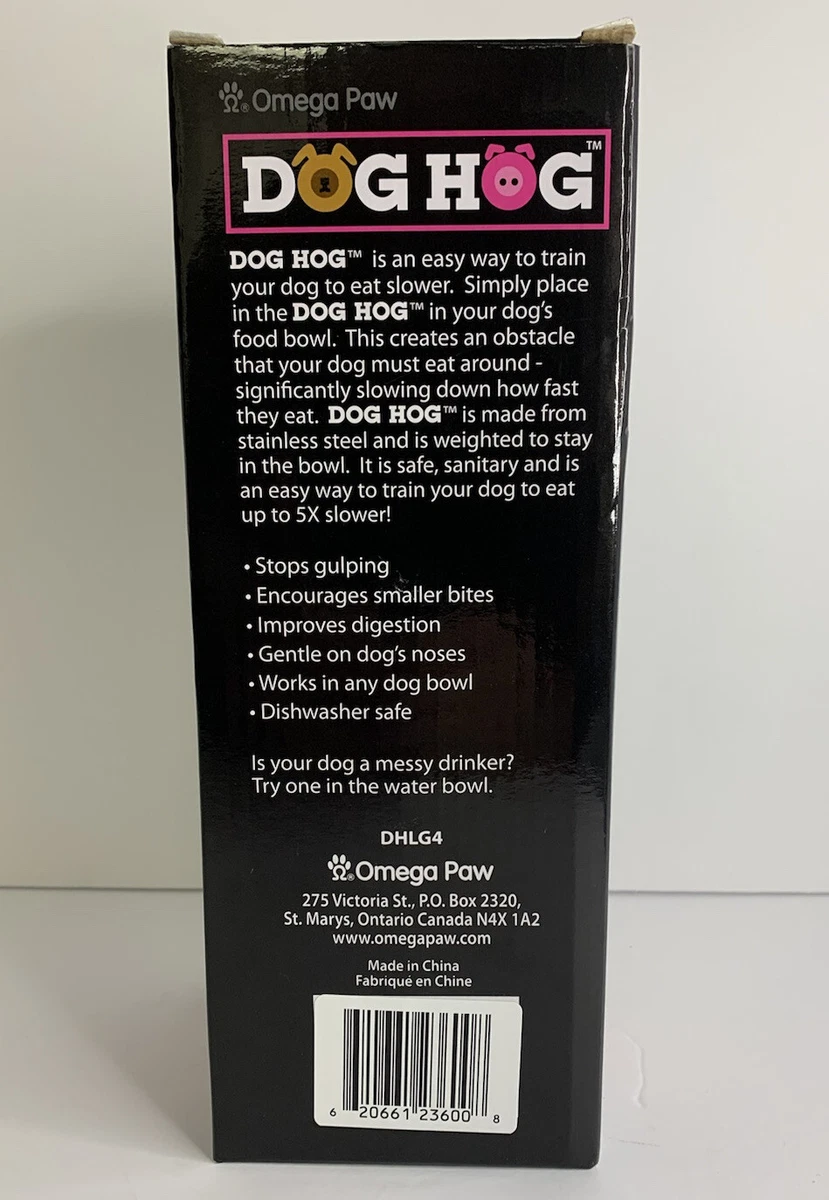 Omega Paw
DOG HOG™
DOG HOG™ is an easy way to train
your dog to eat slower. Simply place
in the DOG HOG™ in your dog's
food bowl. This creates an obstacle
that your dog must eat around -
significantly slowing down how fast
they eat. DOG HOG™ is made from
stainless steel and is weighted to stay
in the bowl. It is safe, sanitary and is
an easy way to train your dog to eat
up to 5X slower!
• Stops gulping
• Encourages smaller bites
• Improves digestion
• Gentle on dog's noses
• Works in any dog bowl
• Dishwasher safe
Is your dog a messy drinker?
Try one in the water bowl.
DHLG4
Omega Paw
275 Victoria St., P.O. Box 2320,
St. Marys, Ontario Canada N4X 1A2
www.omegapaw.com
Made in China
Fabriqué en Chine
6 20661 23600 8